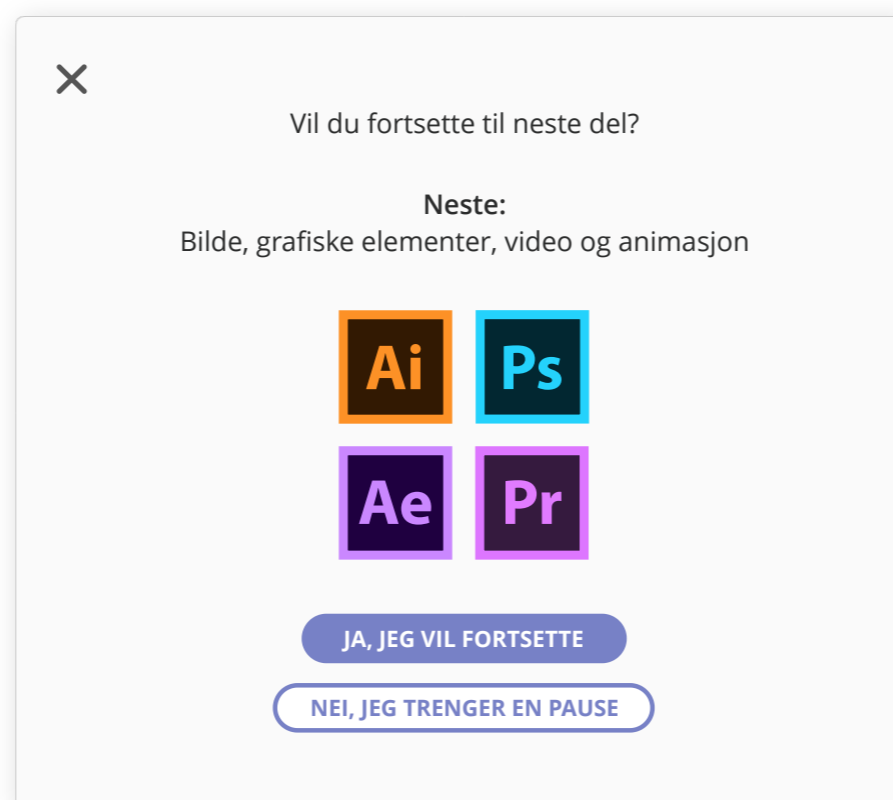 Vil du fortsette til neste del?
Neste:
Bilde, grafiske elementer, video og animasjon
Ai Ps
Ae Pr
JA, JEG VIL FORTSETTE
NEI, JEG TRENGER EN PAUSE